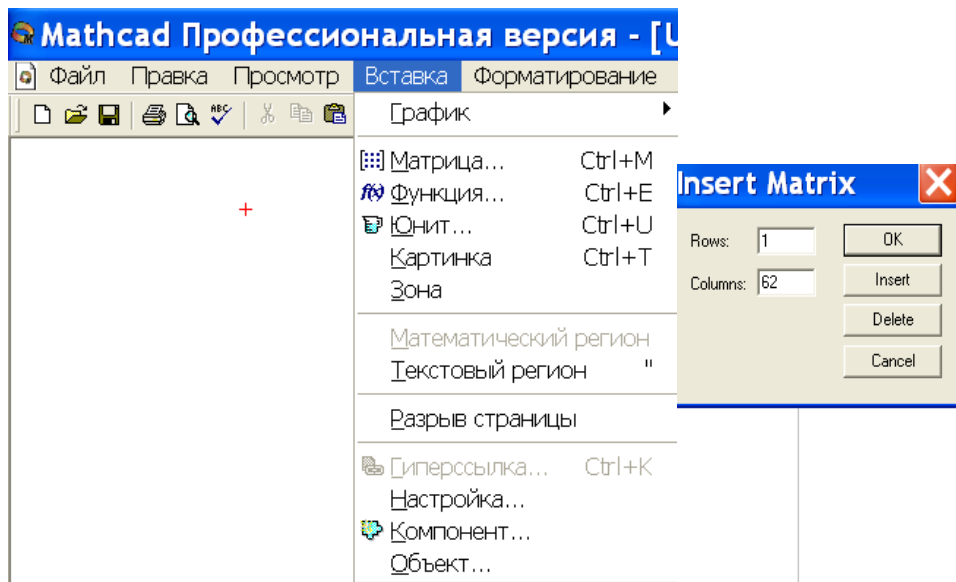 Mathcad Профессиональная версия - [U
Файл Правка Просмотр Вставка Форматирование
ABC
График
Матрица... Ctrl+M
f(x) Функция... Ctrl+E
Юнит... Ctrl+U
Картинка Ctrl+T
Зона
Математический регион
Текстовый регион "
Разрыв страницы
Гиперссылка... Ctrl+K
Настройка...
Компонент...
Объект...
Insert Matrix
Rows: 1 OK
Columns: 62 Insert
Delete
Cancel